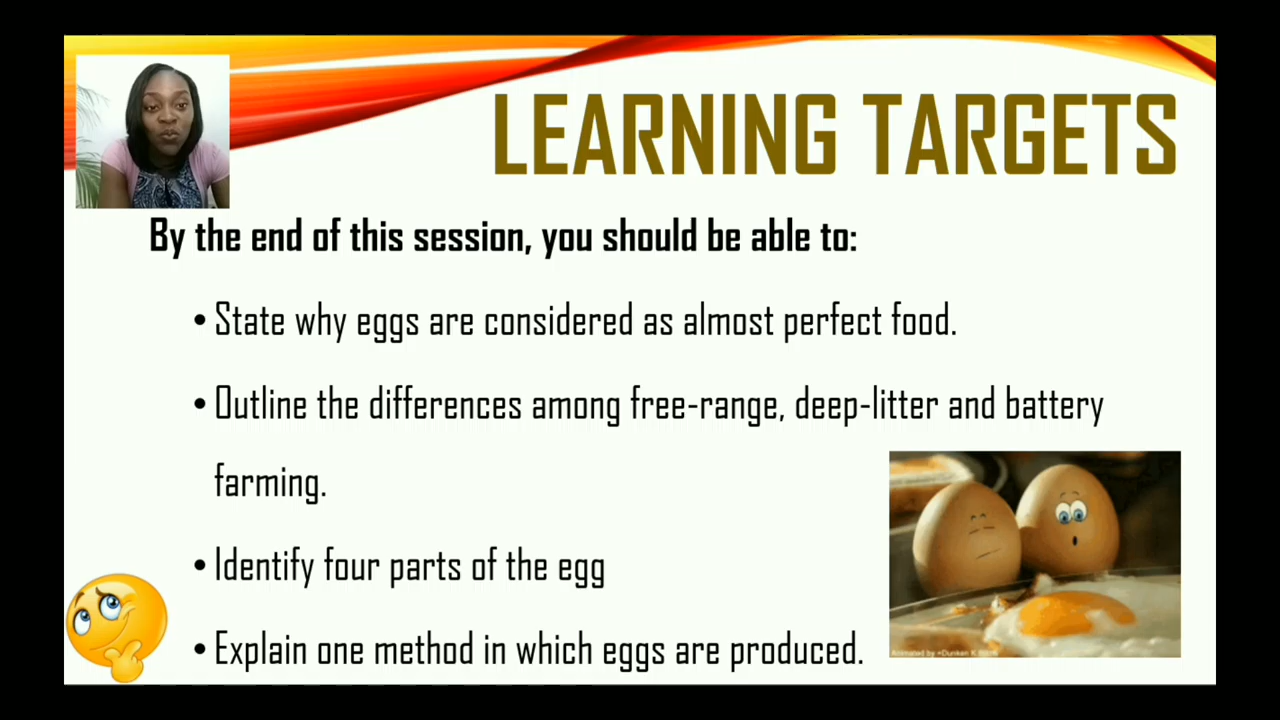 LEARNING TARGETS
By the end of this session, you should be able to:
• State why eggs are considered as almost perfect food.
• Outline the differences among free-range, deep-litter and battery
farming.
• Identify four parts of the egg
• Explain one method in which eggs are produced.
Animated by